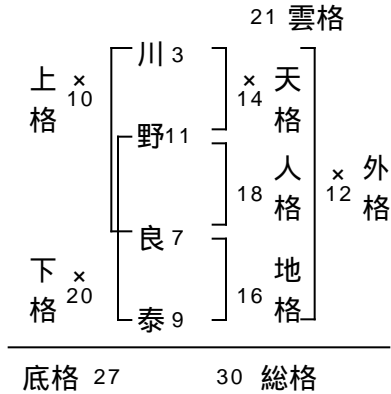 21 雲格
川 3
上格 × 10
× 14 天格
野 11
18 人格
× 12 外格
良 7
下格 × 20
16 地格
泰 9
底格 27
30 総格